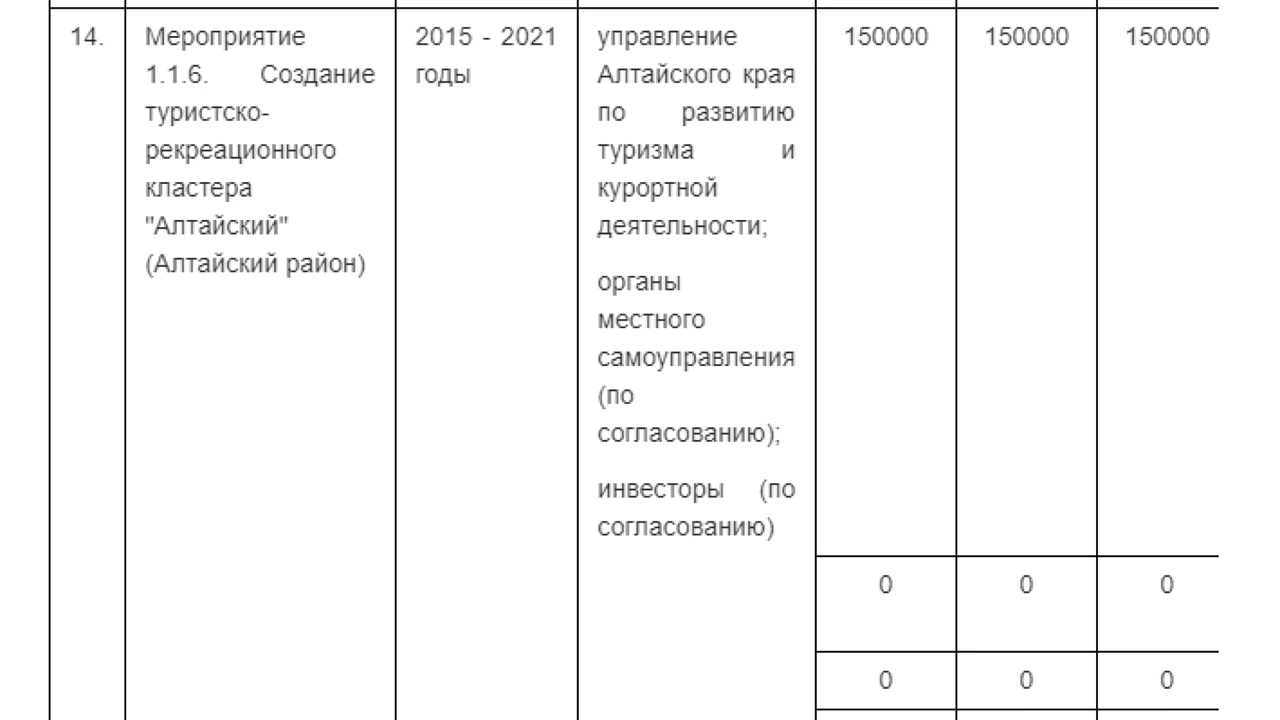 14.
Мероприятие
1.1.6. Создание
туристско-
рекреационного
кластера
"Алтайский"
(Алтайский район)
2015 - 2021
годы
управление
Алтайского края
по развитию
туризма и
курортной
деятельности;
органы
местного
самоуправления
(по
согласованию);
инвесторы (по
согласованию)
150000 150000 150000
0 0 0
0 0 0